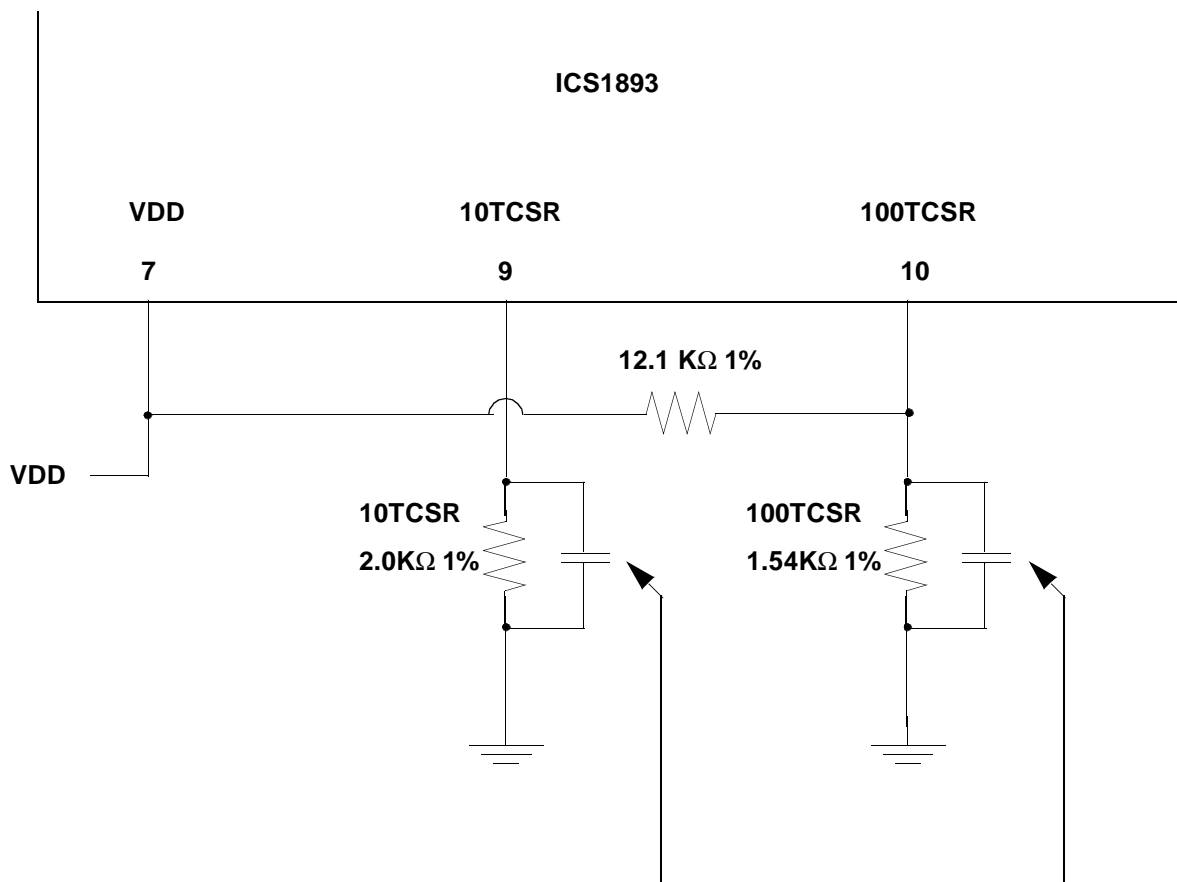 ICS1893
VDD 10TCSR 100TCSR
7 9 10
12.1 KΩ 1%
VDD
10TCSR 100TCSR
2.0KΩ 1% 1.54KΩ 1%